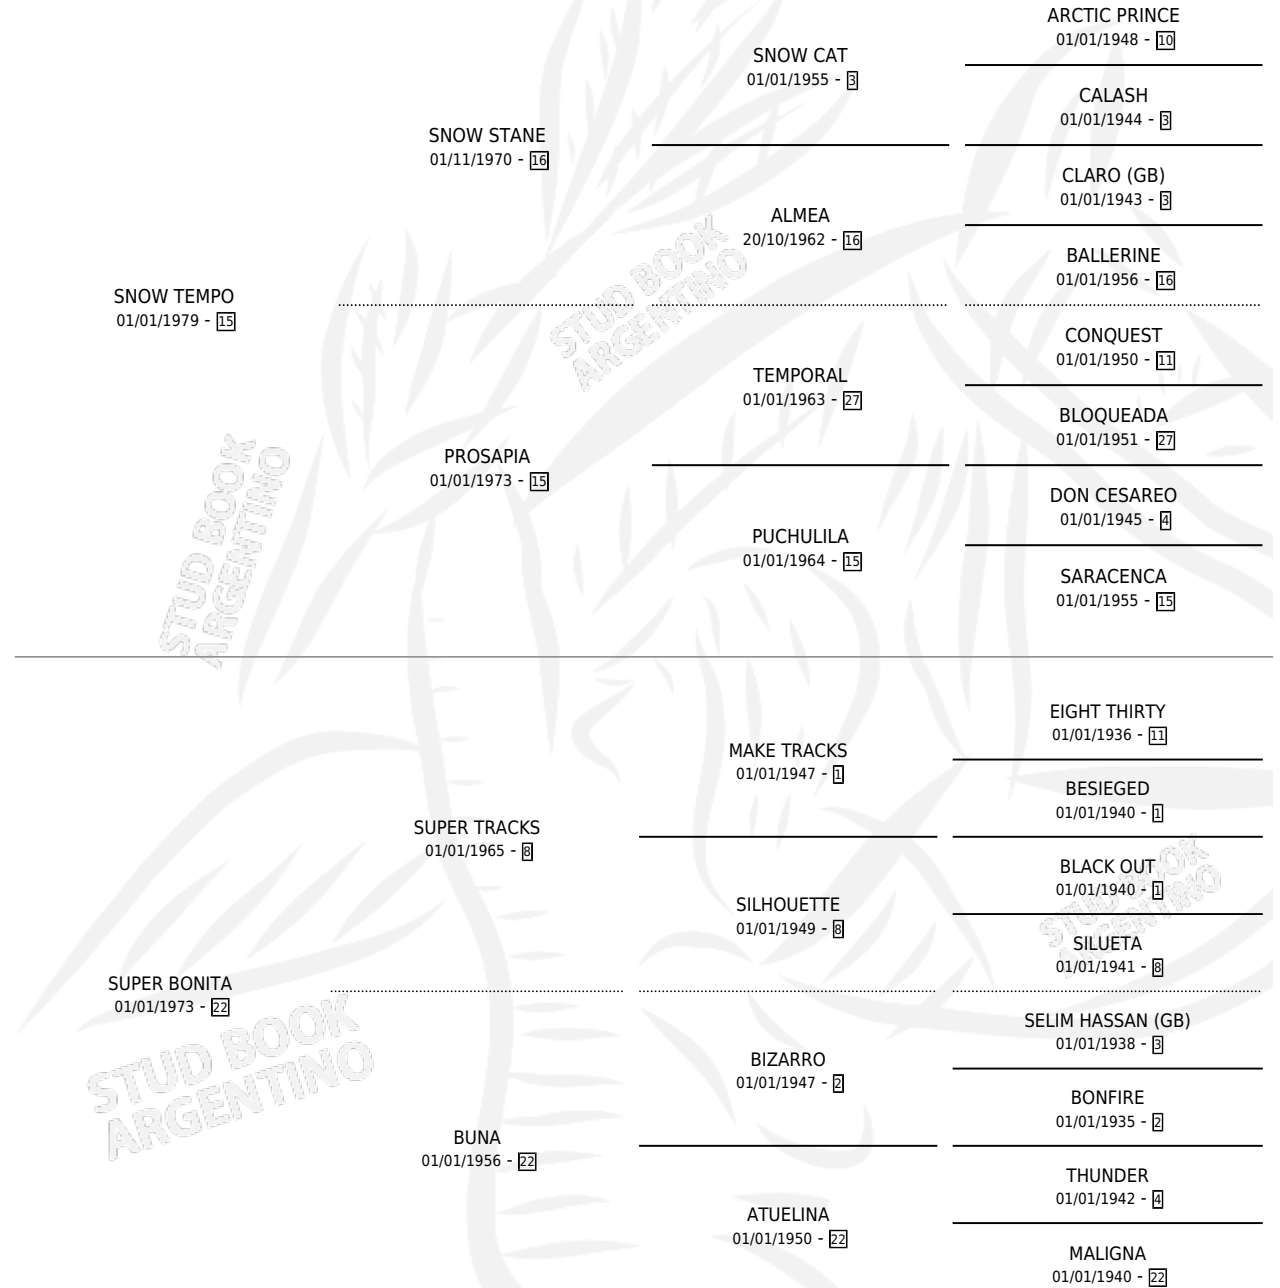 ARCTIC PRINCE
01/01/1948 - 10
SNOW CAT
01/01/1955 - 3
CALASH
01/01/1944 - 3
SNOW STANE
01/11/1970 - 16
CLARO (GB)
01/01/1943 - 3
ALMEA
20/10/1962 - 16
BALLERINE
01/01/1956 - 16
SNOW TEMPO
01/01/1979 - 15
CONQUEST
01/01/1950 - 11
TEMPORAL
01/01/1963 - 27
BLOQUEADA
01/01/1951 - 27
PROSAPIA
01/01/1973 - 15
DON CESAREO
01/01/1945 - 4
PUCHULILA
01/01/1964 - 15
SARACENCA
01/01/1955 - 15
EIGHT THIRTY
01/01/1936 - 11
MAKE TRACKS
01/01/1947 - 1
BESIEGED
01/01/1940 - 1
SUPER TRACKS
01/01/1965 - 8
BLACK OUT
01/01/1940 - 1
SILHOUETTE
01/01/1949 - 8
SILUETA
01/01/1941 - 8
SUPER BONITA
01/01/1973 - 22
SELIM HASSAN (GB)
01/01/1938 - 3
BIZARRO
01/01/1947 - 2
BONFIRE
01/01/1935 - 2
BUNA
01/01/1956 - 22
THUNDER
01/01/1942 - 4
ATUELINA
01/01/1950 - 22
MALIGNA
01/01/1940 - 22
STUD BOOK
ARGENTINO
STUD BOOK
ARGENTINO
STUD BOOK
ARGENTINO
STUD BOOK
ARGENTINO